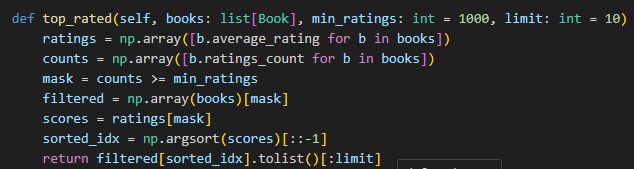 def top_rated(self, books: list[Book], min_ratings: int = 1000, limit: int = 10)
    ratings = np.array([b.average_rating for b in books])
    counts = np.array([b.ratings_count for b in books])
    mask = counts >= min_ratings
    filtered = np.array(books)[mask]
    scores = ratings[mask]
    sorted_idx = np.argsort(scores)[::-1]
    return filtered[sorted_idx].tolist()[:limit]